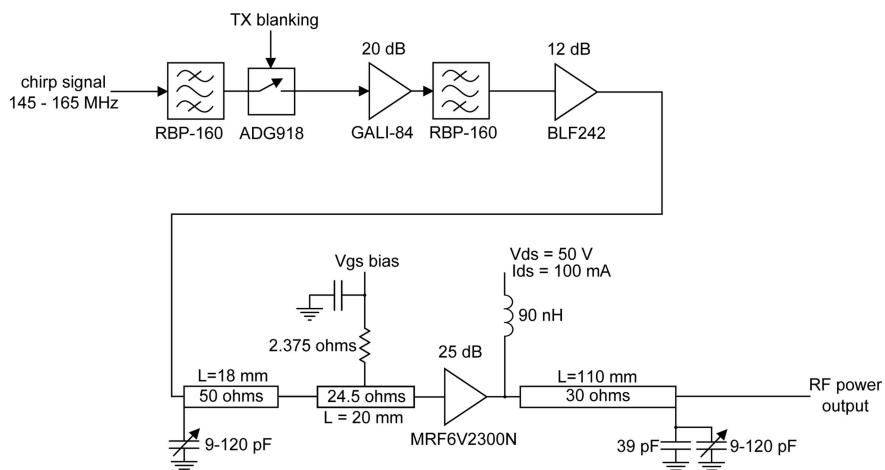 TX blanking
20 dB
12 dB
chirp signal
145 - 165 MHz
RBP-160
ADG918
GALI-84
RBP-160
BLF242
Vgs bias
Vds = 50 V
Ids = 100 mA
90 nH
2.375 ohms
25 dB
L=18 mm
50 ohms
24.5 ohms
L = 20 mm
L=110 mm
30 ohms
RF power
output
MRF6V2300N
9-120 pF
39 pF
9-120 pF